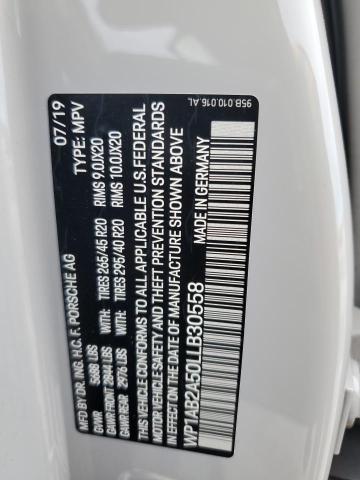 95B.010.016.AL
MFD BY DR. ING. H.C. F. PORSCHE AG 07/19
GVWR 5688 LBS TYPE: MPV
GAWR FRONT 2844 LBS WITH: TIRES 265/45 R20 RIMS 9.0JX20
GAWR REAR 2976 LBS WITH: TIRES 295/40 R20 RIMS 10.0JX20
THIS VEHICLE CONFORMS TO ALL APPLICABLE U.S.FEDERAL
MOTOR VEHICLE SAFETY AND THEFT PREVENTION STANDARDS
IN EFFECT ON THE DATE OF MANUFACTURE SHOWN ABOVE
WP1AB2A50LLB30558 GERMANY